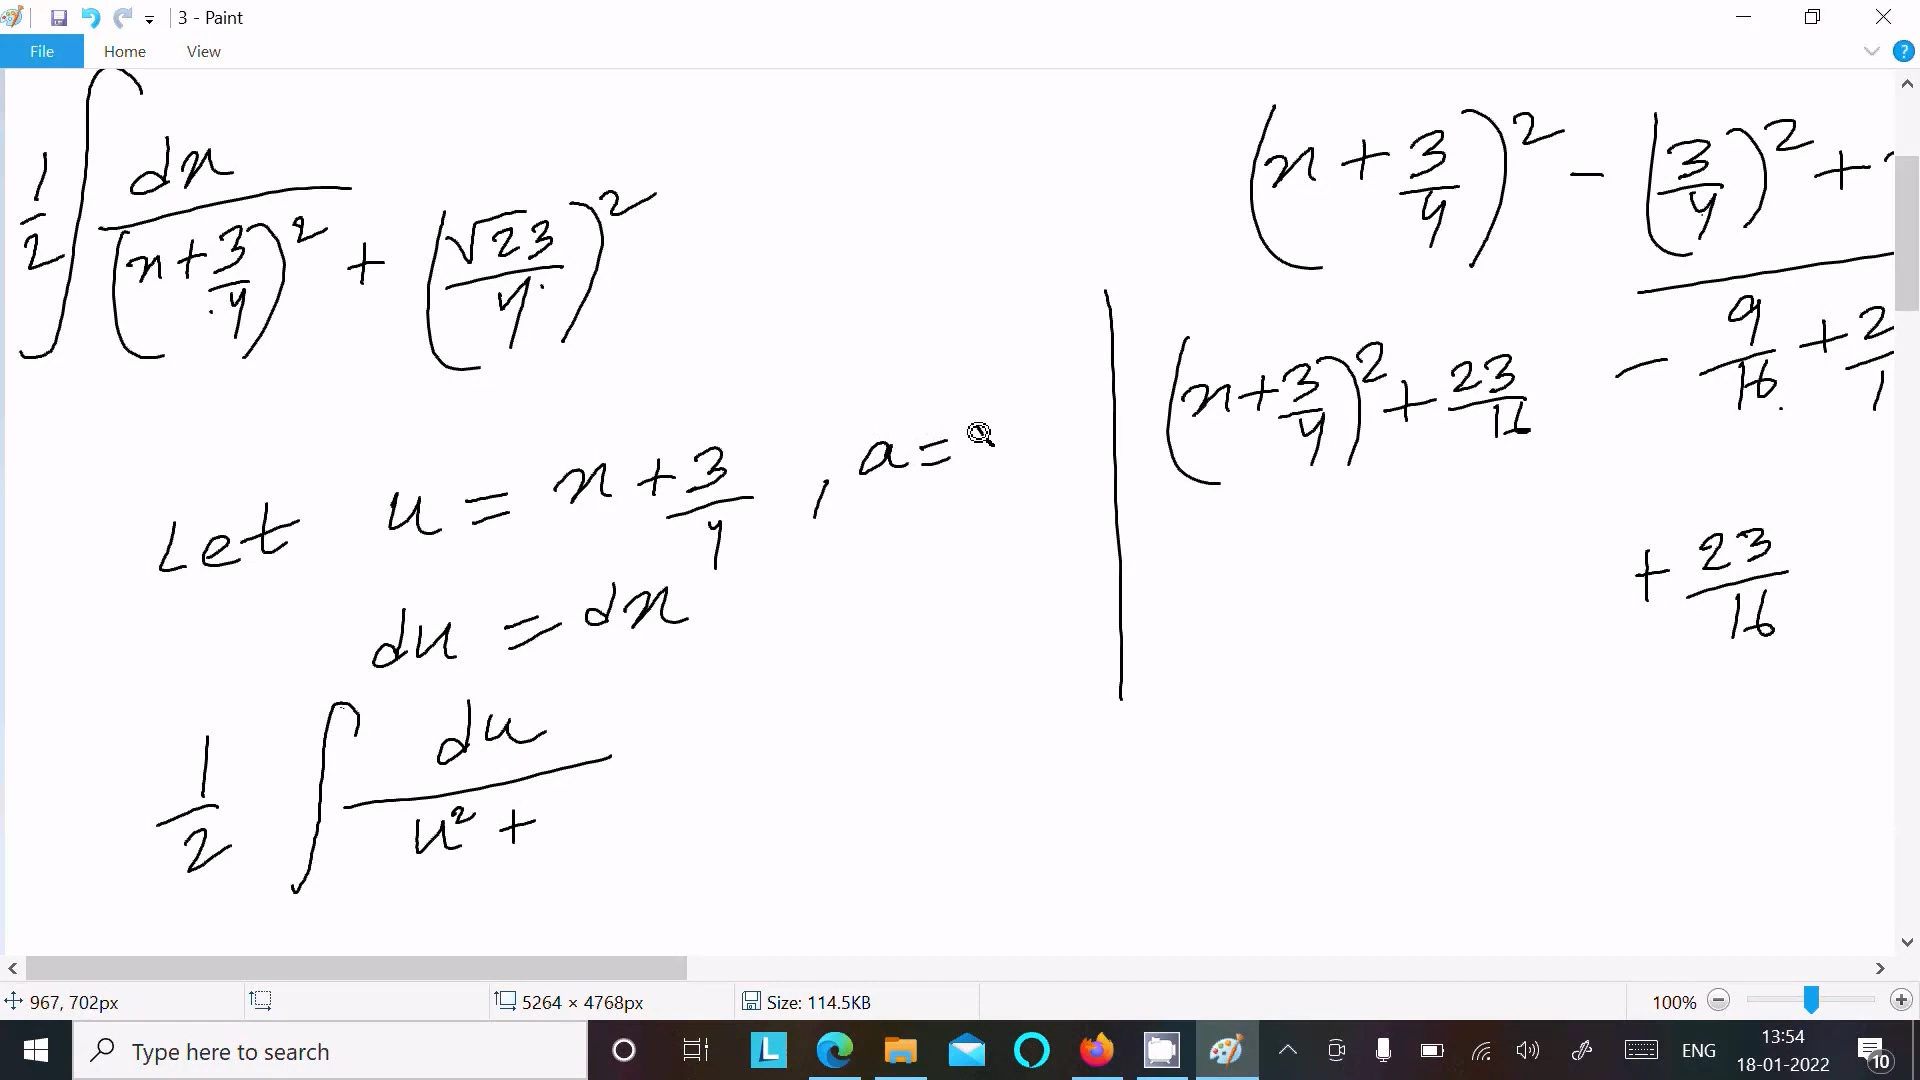 3 - Paint
File Home View
1/2 ∫ dx / (x + 3/4)² + (√23/4)²
Let u = x + 3/4 , a =
du = dx
1/2 ∫ du / u² +
(x + 3/4)² - (3/4)² +
- 9/16 + 2/1
(x + 3/4)² + 23/16
+ 23/16
967, 702px 5264 × 4768px Size: 114.5KB 100%
Type here to search
ENG
13:54
18-01-2022
10